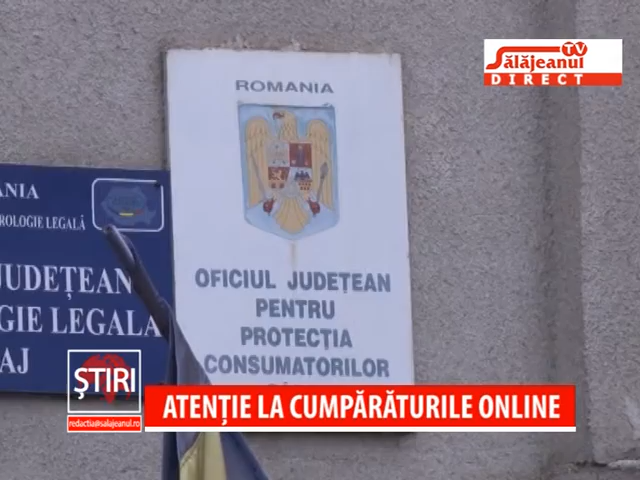 Sălăjeanul TV
DIRECT
ROMANIA
OFICIUL JUDEȚEAN
PENTRU
PROTECȚIA
CONSUMATORILOR
ANIA
ROLOGIE LEGALĂ
JUDEȚEAN
GIE LEGALA
AJ
ȘTIRI
redactia@salajeanul.ro
ATENȚIE LA CUMPĂRĂTURILE ONLINE